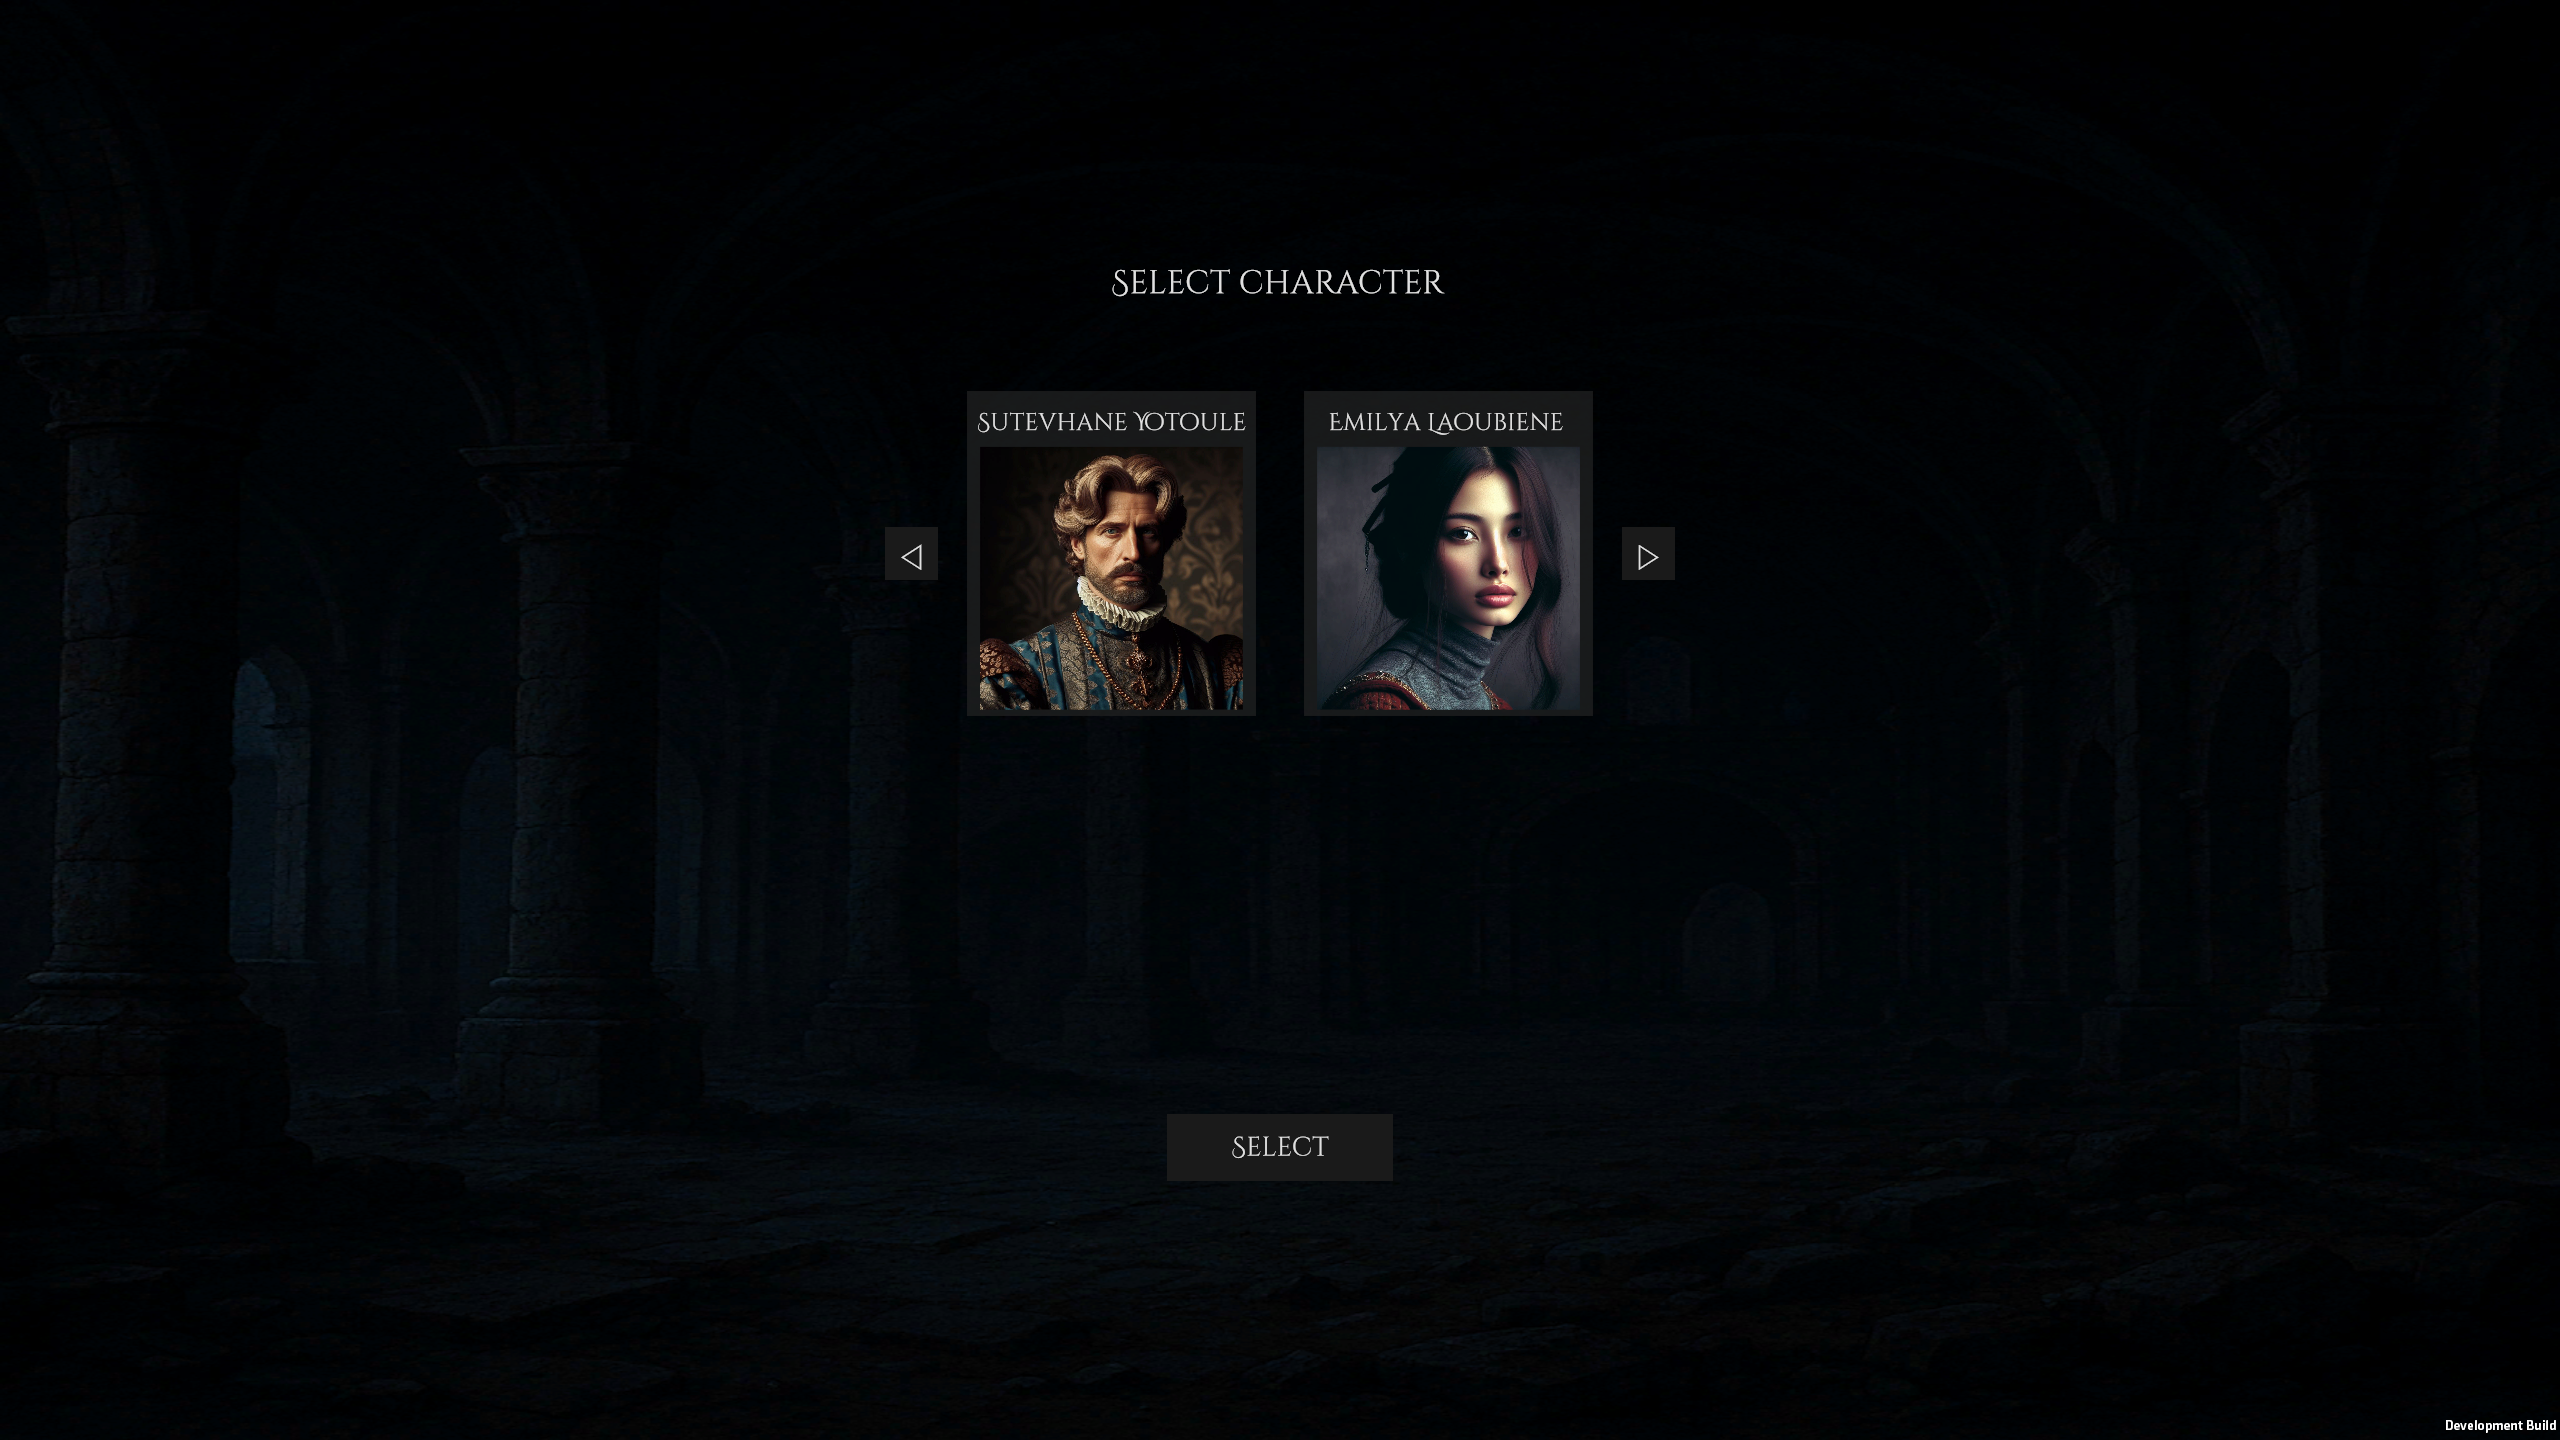 Select character
Sutevhane Yotoule
Emilya Laoubiene
Select
Development Build